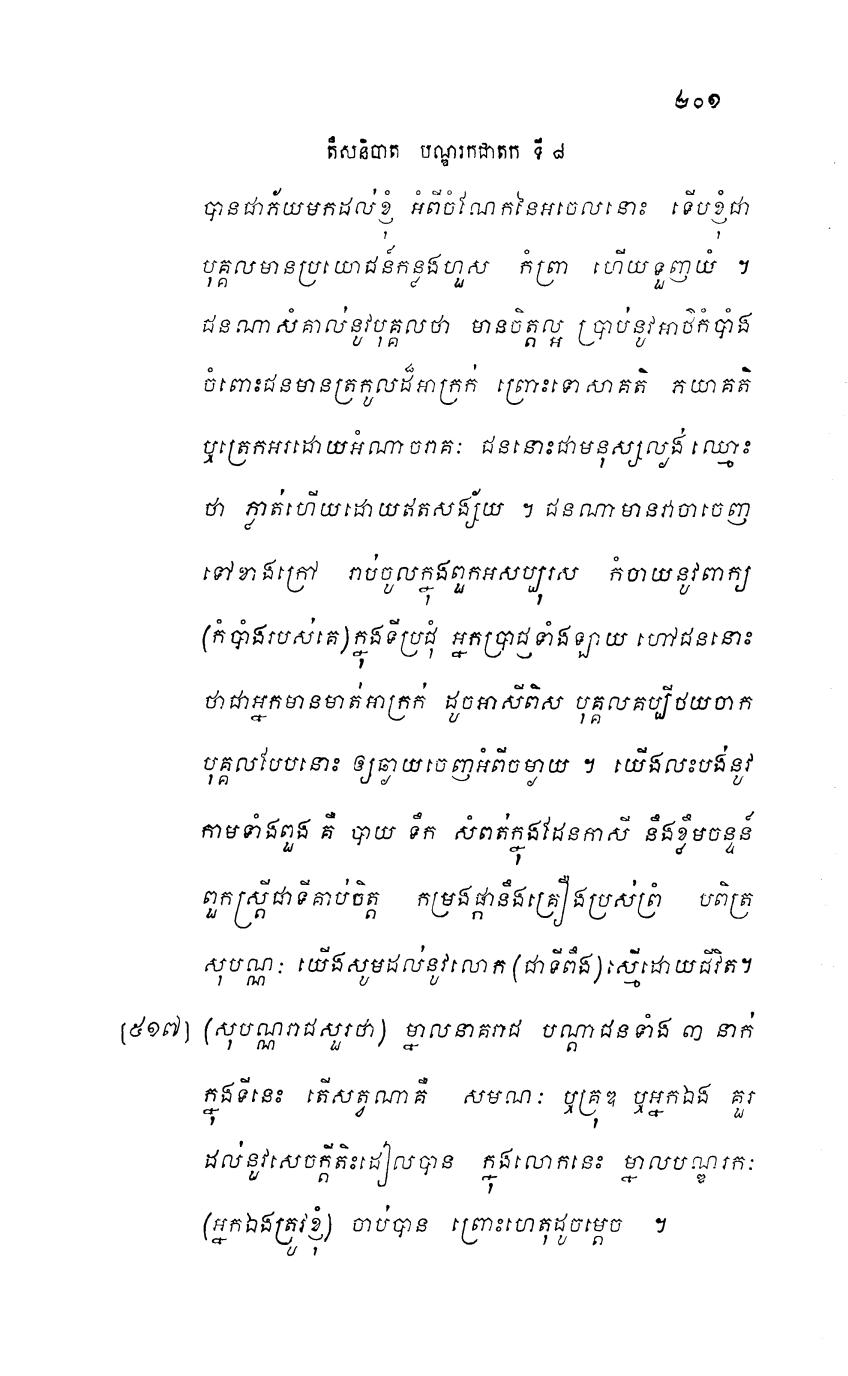 ២០១
តឹសនិបាត បណ្ឌរកជាតក ទី ៨
បានជាភ័យមកដល់ខ្ញុំ អំពីចំណែកនៃអចេលនោះ ទើបខ្ញុំជា
បុគ្គលមានប្រយោជន៍កន្លងហួស កំព្រា ហើយទួញយំ ។
ជនណាសំគាល់នូវបុគ្គលថា មានចិត្តល្អ ប្រាប់នូវអាថ៌កំបាំង
ចំពោះជនមានត្រកូលដ៏អាក្រក់ ព្រោះទោសាគតិ ភយាគតិ
ឬត្រេកអរដោយអំណាចរាគៈ ជននោះជាមនុស្សល្ងង់ ឈ្មោះ
ថា ភ្លាត់ហើយដោយឥតសង្ស័យ ។ ជនណាមានវាចាចេញ
ទៅខាងក្រៅ រាប់ចូលក្នុងពួកអសប្បុរស កំចាយនូវពាក្យ
(កំបាំងរបស់គេ)ក្នុងទីប្រជុំ អ្នកប្រាជ្ញទាំងឡាយ ហៅជននោះ
ថាជាអ្នកមានមាត់អាក្រក់ ដូចអាសីពិស បុគ្គលគប្បីថយចាក
បុគ្គលបែបនោះ ឲ្យឆ្ងាយចេញអំពីចម្ងាយ ។ យើងលះបង់នូវ
កាមទាំងពួង គឺ បាយ ទឹក សំពត់ក្នុងដែនកាសី នឹងខ្លឹមចន្ទន៍
ពួកស្ត្រីជាទីគាប់ចិត្ត កម្រងផ្កានឹងគ្រឿងប្រស់ព្រំ បពិត្រ
សុបណ្ណៈ យើងសូមដល់នូវលោក (ជាទីពឹង) ស្មើដោយជីវិត។
[៥១៧] (សុបណ្ណរាជសួរថា) ម្នាលនាគរាជ បណ្តាជនទាំង ៣ នាក់
ក្នុងទីនេះ តើសត្វណាគឺ សមណៈ ឬគ្រុឌ ឬអ្នកឯង គួរ
ដល់នូវសេចក្តីតិះដៀលបាន ក្នុងលោកនេះ ម្នាលបណ្ឌរកៈ
(អ្នកឯងត្រូវខ្ញុំ) ចាប់បាន ព្រោះហេតុដូចម្តេច ។